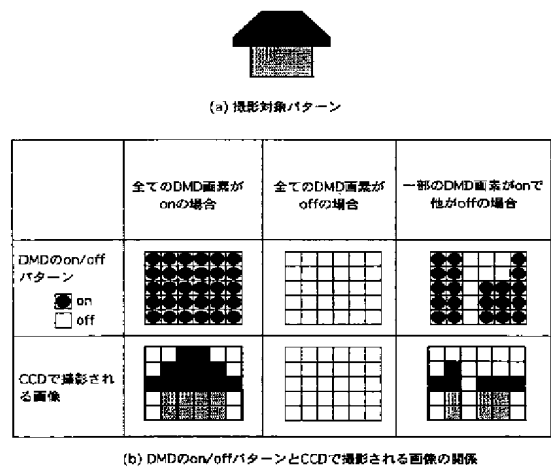 (a) 撮影対象パターン
全てのDMD画素が
onの場合
全てのDMD画素が
offの場合
一部のDMD画素がonで
他がoffの場合
DMDのon/off
パターン
on
off
CCDで撮影され
る画像
(b) DMDのon/offパターンとCCDで撮影される画像の関係